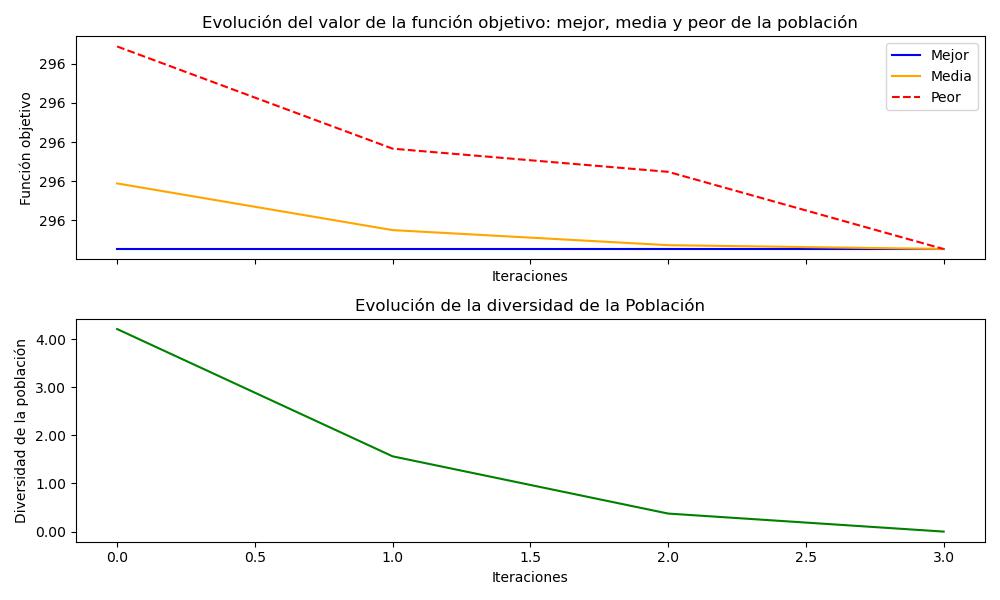 Evolución del valor de la función objetivo: mejor, media y peor de la población
Función objetivo
296
296
296
296
296
Mejor
Media
Peor
Iteraciones
Evolución de la diversidad de la Población
Diversidad de la población
4.00
3.00
2.00
1.00
0.00
0.0
0.5
1.0
1.5
2.0
2.5
3.0
Iteraciones